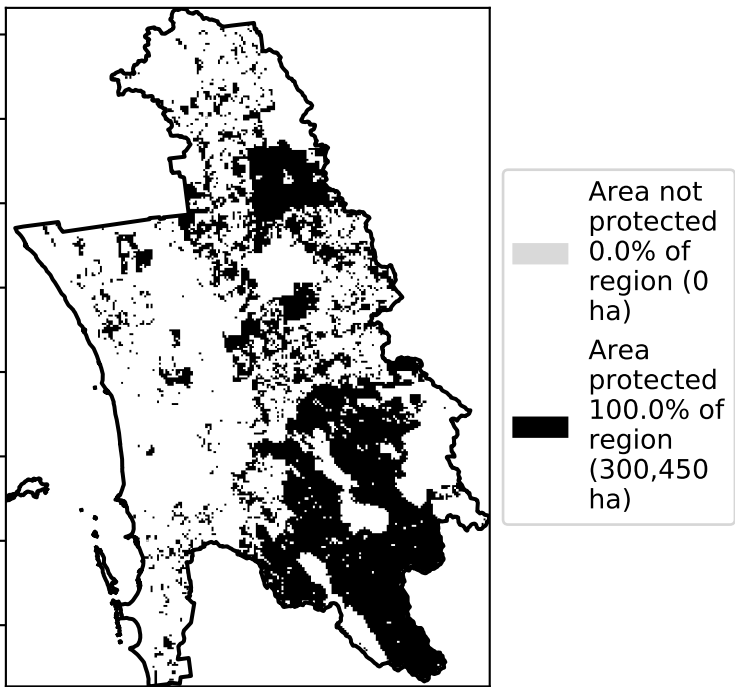 Area not
protected
0.0% of
region (0
ha)
Area
protected
100.0% of
region
(300,450
ha)